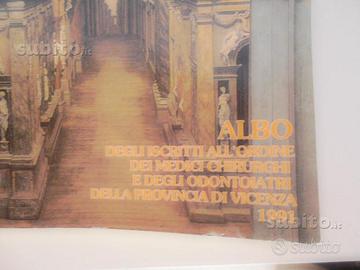 subito.it
subito.it
ALBO
DEGLI ISCRITTI ALL'ORDINE
DEI MEDICI CHIRURGHI
E DEGLI ODONTOIATRI
DELLA PROVINCIA DI VICENZA
1991
subito.it
subito